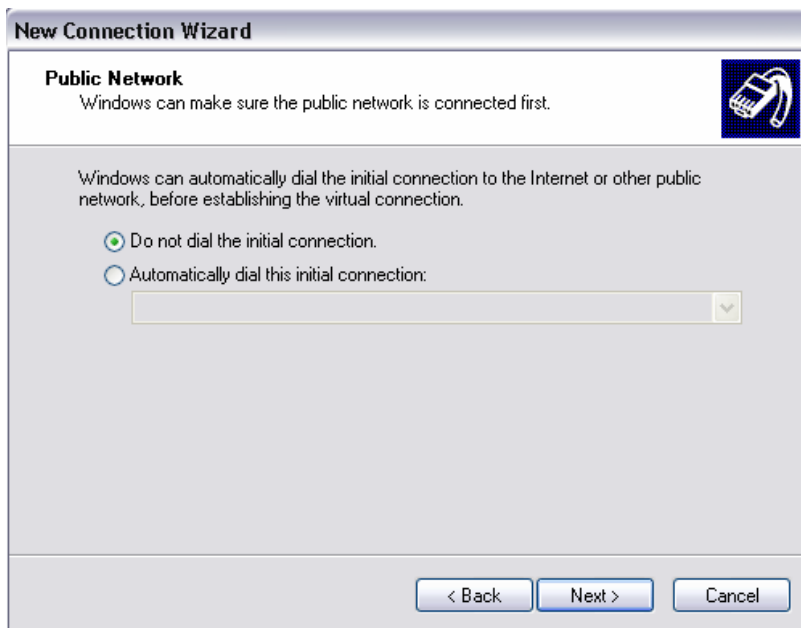 New Connection Wizard
Public Network
Windows can make sure the public network is connected first.
Windows can automatically dial the initial connection to the Internet or other public
network, before establishing the virtual connection.
Do not dial the initial connection.
Automatically dial this initial connection:
< Back Next > Cancel